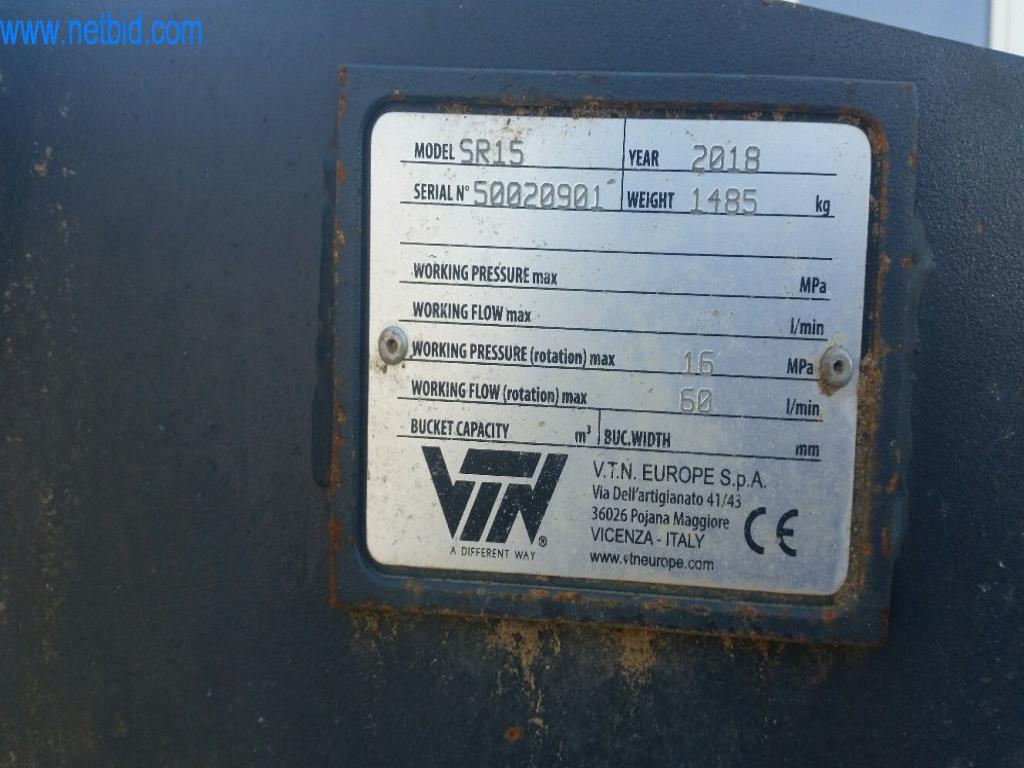 www.netbid.com
MODEL SR15 YEAR 2018
SERIAL N° 50020901 WEIGHT 1485 kg
WORKING PRESSURE max MPa
WORKING FLOW max l/min
WORKING PRESSURE (rotation) max 16 MPa
WORKING FLOW (rotation) max 60 l/min
BUCKET CAPACITY m³ BUC.WIDTH mm
VTN®
A DIFFERENT WAY
V.T.N. EUROPE S.p.A.
Via Dell'artigianato 41/43
36026 Pojana Maggiore
VICENZA - ITALY
www.vtneurope.com
CE